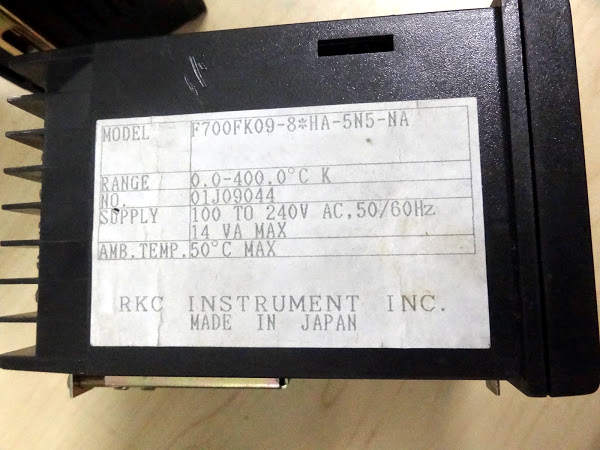 MODEL F700FK09-8*HA-5N5-NA
RANGE 0.0-400.0°C K
NO. 01J09044
SUPPLY 100 TO 240V AC,50/60Hz
14 VA MAX
AMB.TEMP. 50°C MAX
RKC INSTRUMENT INC.
MADE IN JAPAN